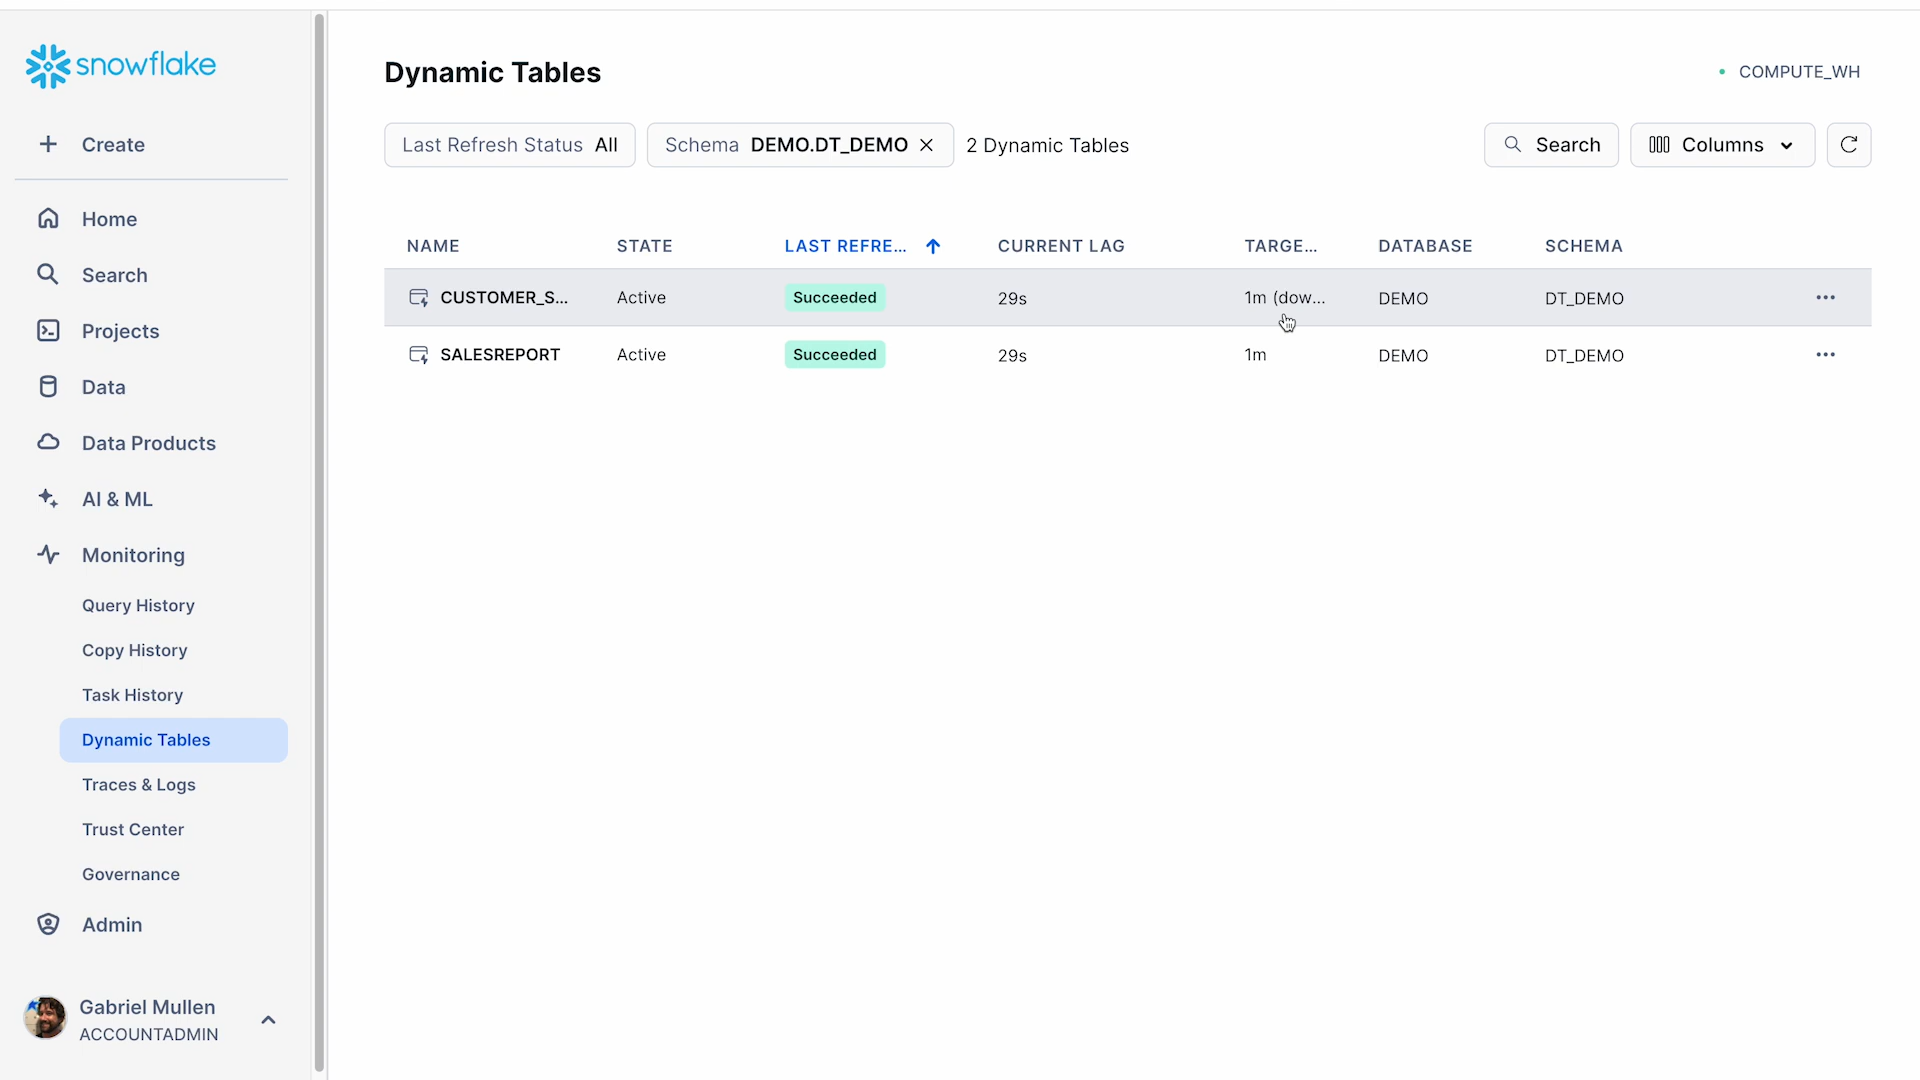 snowflake
Create
Home
Search
Projects
Data
Data Products
AI & ML
Monitoring
Query History
Copy History
Task History
Dynamic Tables
Traces & Logs
Trust Center
Governance
Admin
Gabriel Mullen
ACCOUNTADMIN
Dynamic Tables
COMPUTE_WH
Last Refresh Status All
Schema DEMO.DT_DEMO
2 Dynamic Tables
Search
Columns
NAME STATE LAST REFRE... CURRENT LAG TARGE... DATABASE SCHEMA
CUSTOMER_S... Active Succeeded 29s 1m (dow... DEMO DT_DEMO
SALESREPORT Active Succeeded 29s 1m DEMO DT_DEMO